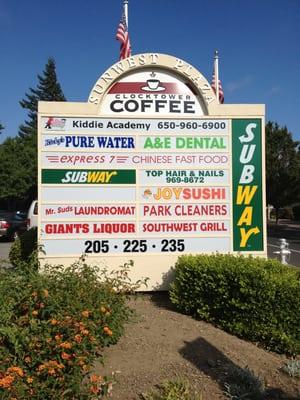 SUNWEST PLAZA
CLOCKTOWER
COFFEE
Kiddie Academy 650-960-6900
PURE WATER
A&E DENTAL
EXPRESS 7 CHINESE FAST FOOD
SUBWAY
TOP HAIR & NAILS
969-8672
JOYSUSHI
Mr. Suds LAUNDROMAT
PARK CLEANERS
GIANTS LIQUOR
SOUTHWEST GRILL
205 · 225 · 235
SUBWAY